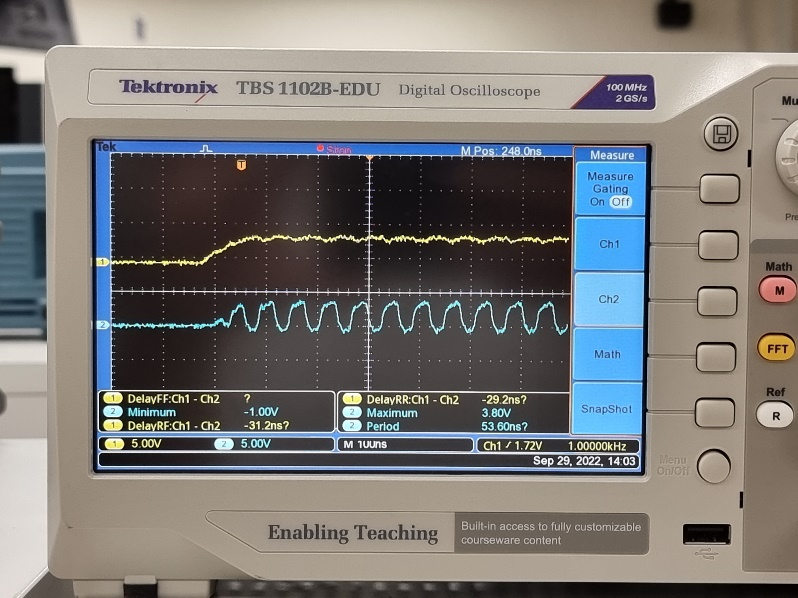 Tektronix TBS 1102B-EDU Digital Oscilloscope 100 MHz
2 GS/s
Tek M Pos: 248.0ns
T
Measure
Measure
Gating
On Off
Ch1
Ch2
Math
SnapShot
1
2
1 DelayFF:Ch1 - Ch2 ?
2 Minimum -1.00V
1 DelayRF:Ch1 - Ch2 -31.2ns?
1 DelayRR:Ch1 - Ch2 -29.2ns?
2 Maximum 3.80V
2 Period 53.60ns?
1 5.00V 2 5.00V M 100ns Ch1 / 1.72V 1.00000kHz
Sep 29, 2022, 14:03
Mu
Pre
Math
M
FFT
Ref
R
Menu
On/Off
Enabling Teaching
Built-in access to fully customizable
courseware content